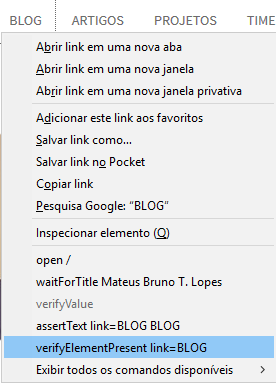 BLOG ARTIGOS PROJETOS TIME
Abrir link em uma nova aba
Abrir link em uma nova janela
Abrir link em uma nova janela privativa
Adicionar este link aos favoritos
Salvar link como...
Salvar link no Pocket
Copiar link
Pesquisa Google: “BLOG”
Inspecionar elemento (Q)
open /
waitForTitle Mateus Bruno T. Lopes
verifyValue
assertText link=BLOG BLOG
verifyElementPresent link=BLOG
Exibir todos os comandos disponíveis